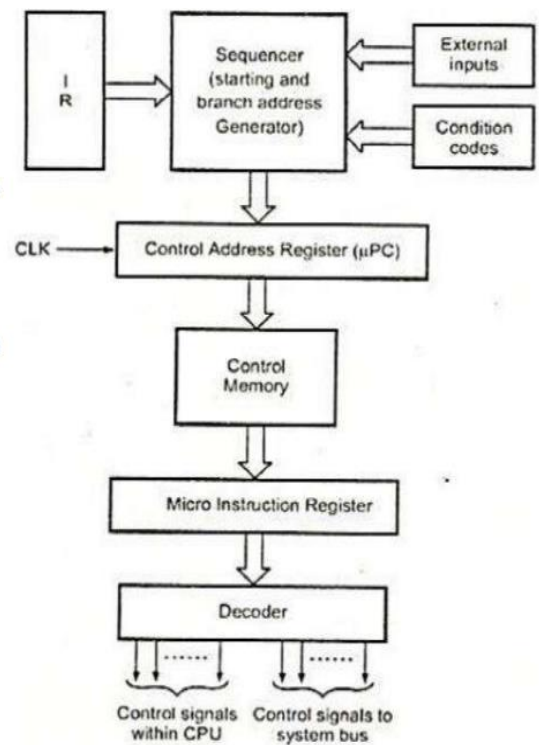 I
R
Sequencer
(starting and
branch address
Generator)
External
inputs
Condition
codes
CLK
Control Address Register (μPC)
Control
Memory
Micro Instruction Register
Decoder
Control signals
within CPU
Control signals to
system bus